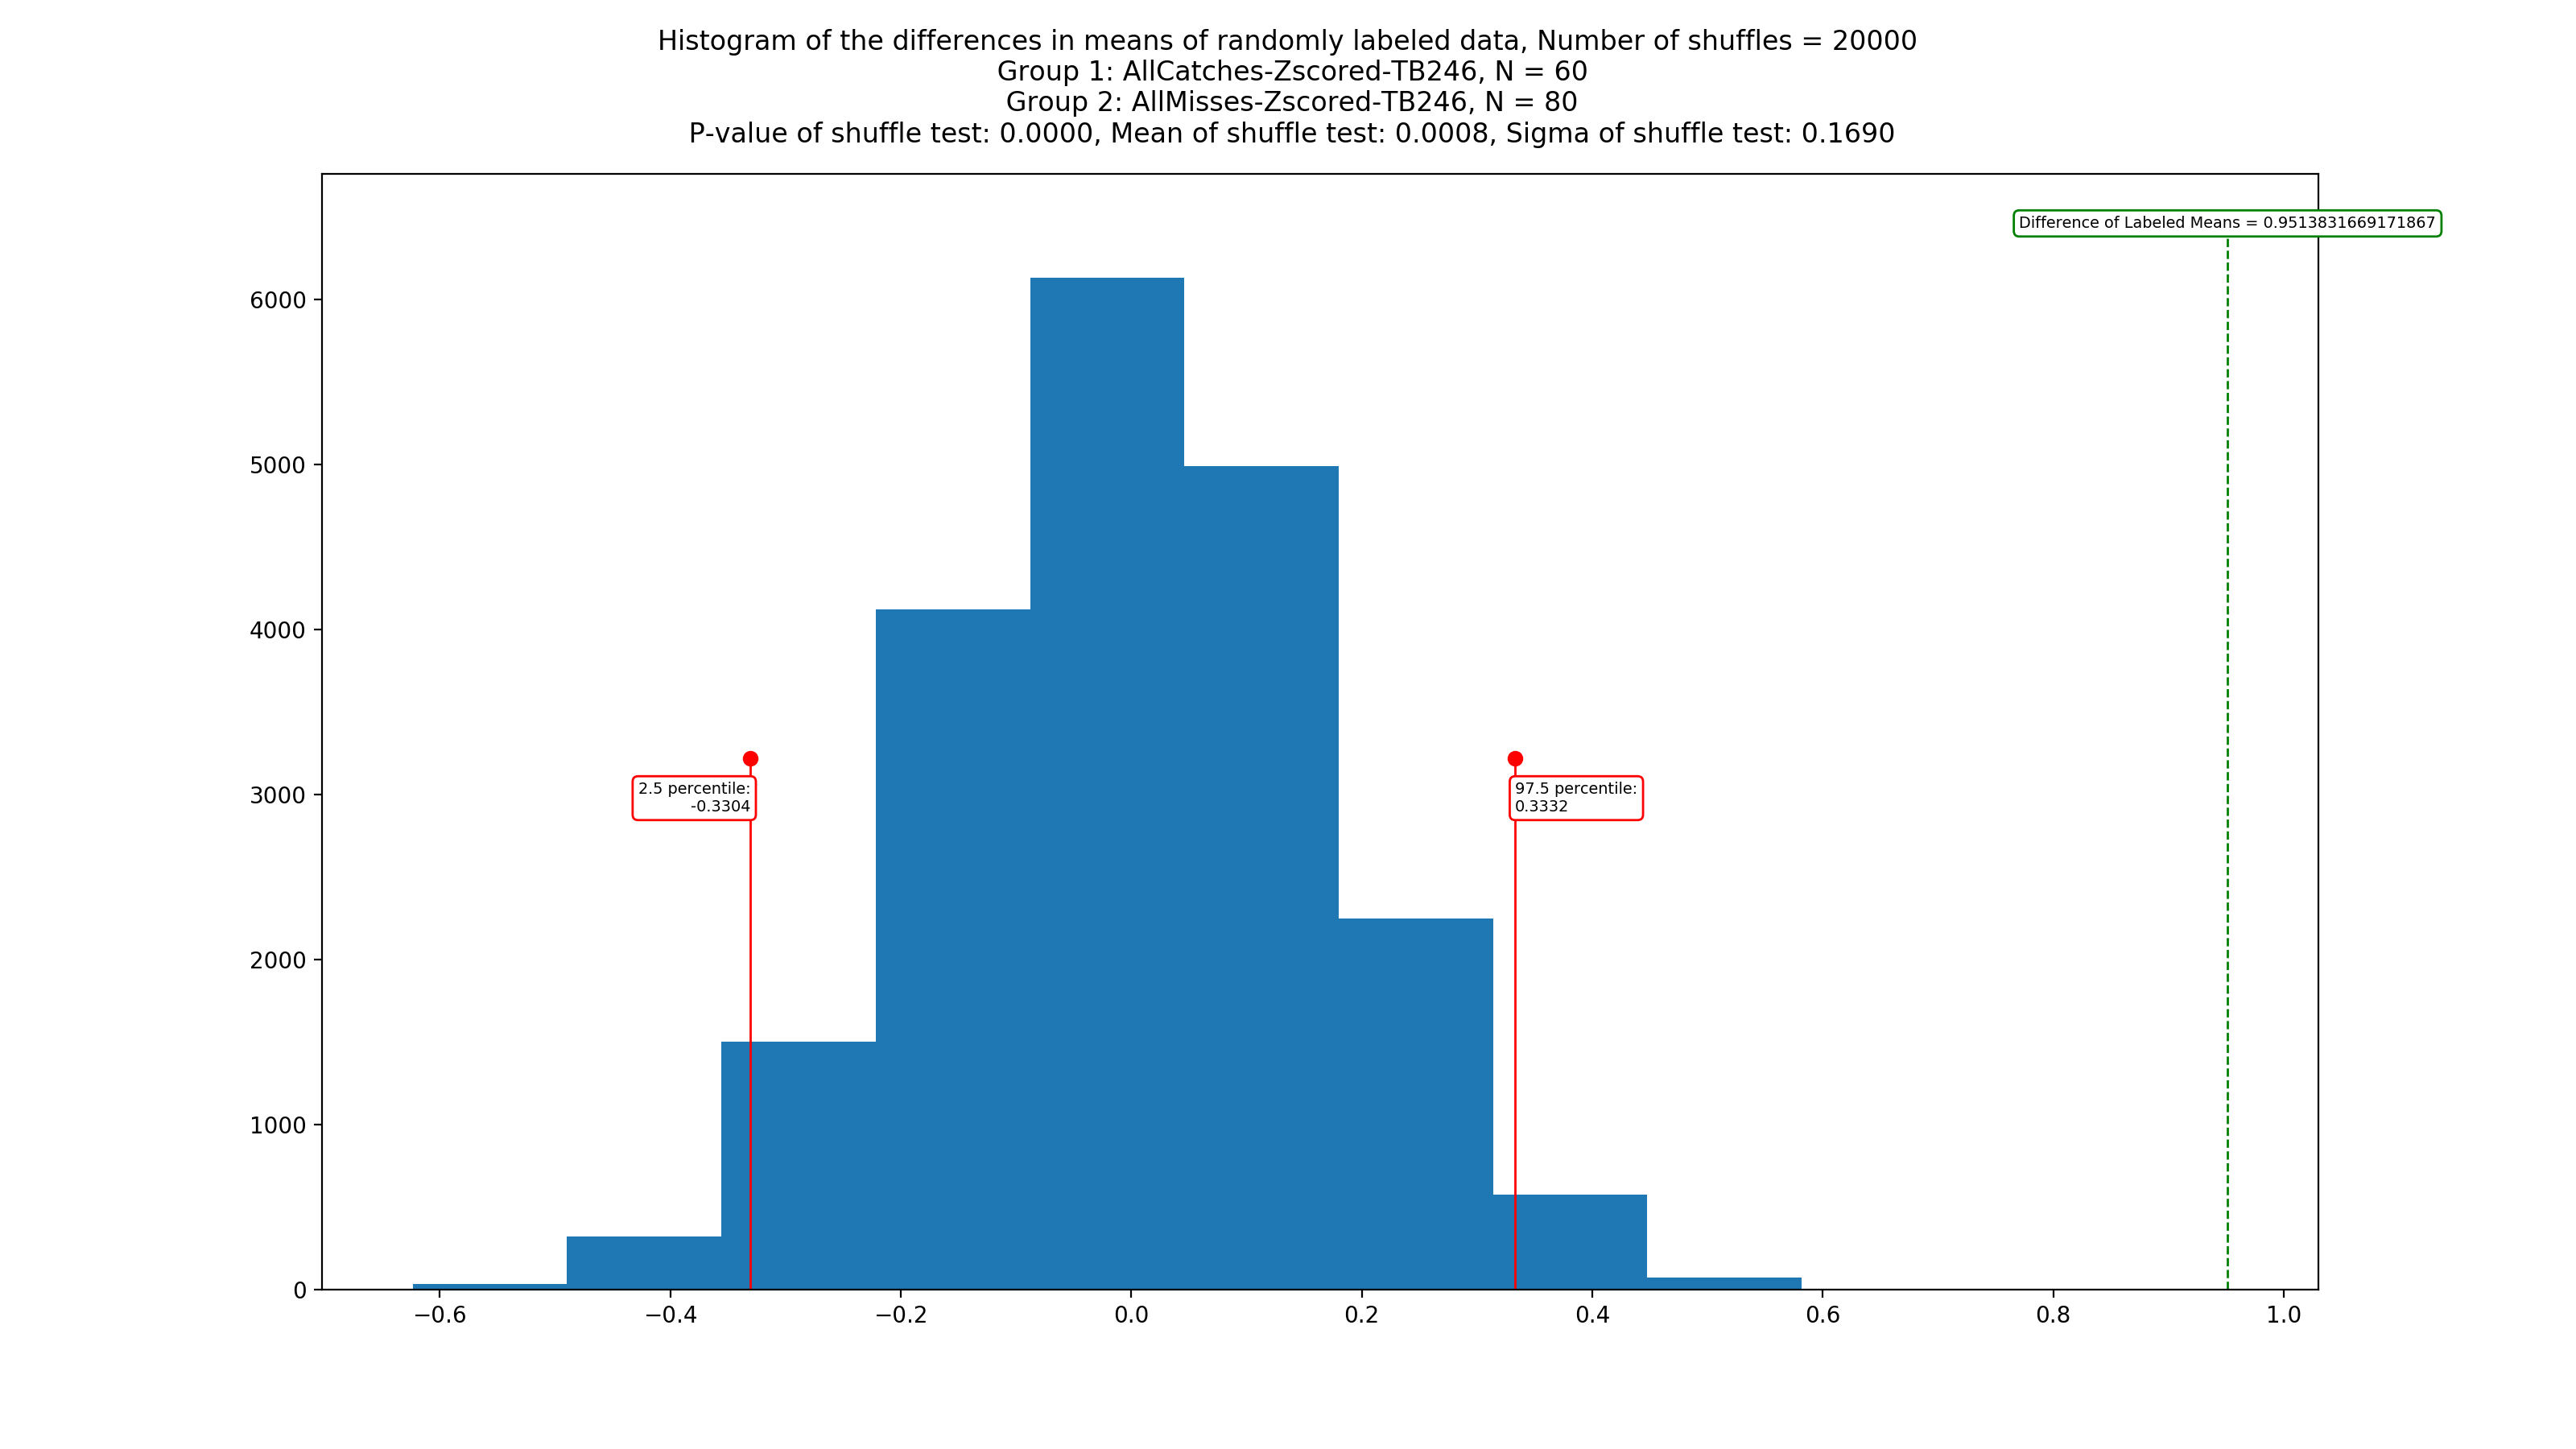 Histogram of the differences in means of randomly labeled data, Number of shuffles = 20000
Group 1: AllCatches-Zscored-TB246, N = 60
Group 2: AllMisses-Zscored-TB246, N = 80
P-value of shuffle test: 0.0000, Mean of shuffle test: 0.0008, Sigma of shuffle test: 0.1690
Difference of Labeled Means = 0.9513831669171867
6000
5000
4000
3000
2000
1000
0
2.5 percentile:
-0.3304
97.5 percentile:
0.3332
−0.6
−0.4
−0.2
0.0
0.2
0.4
0.6
0.8
1.0